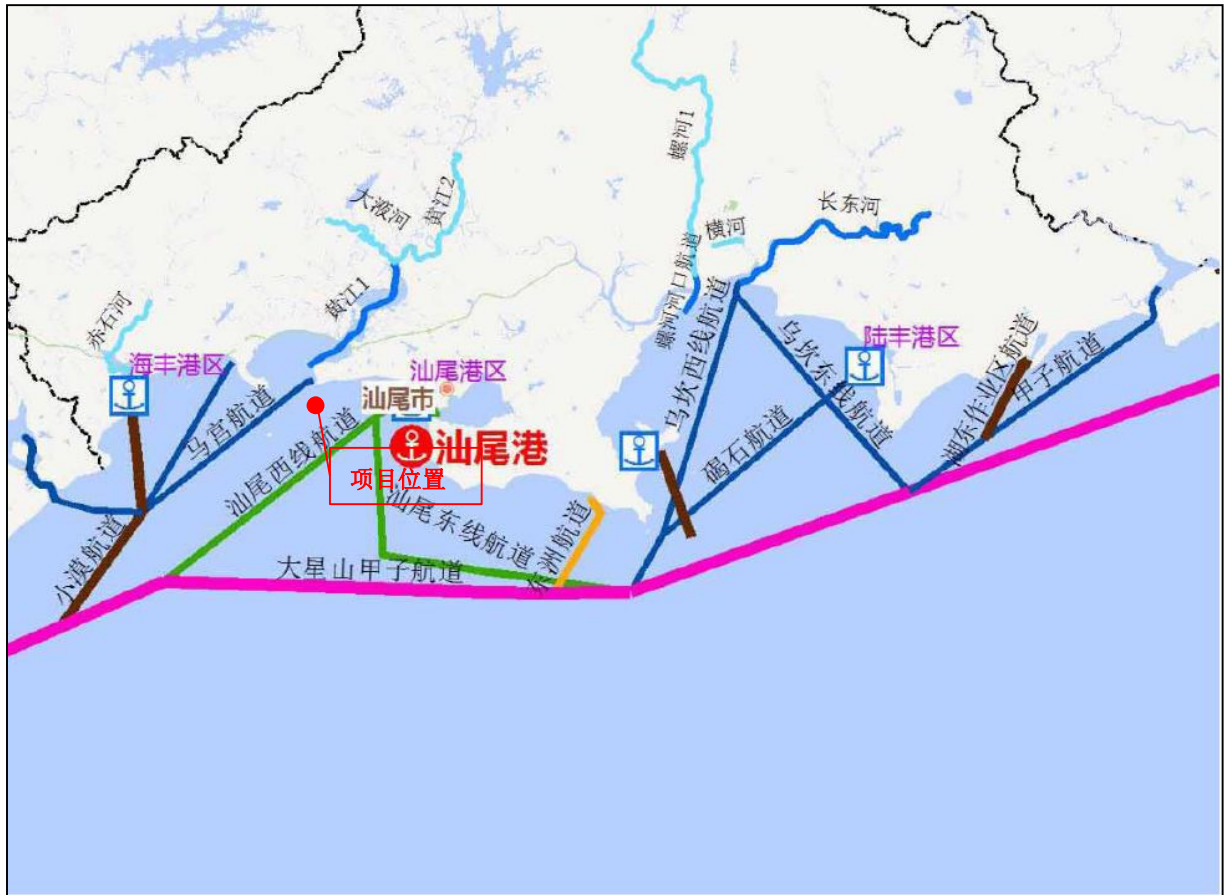 螺河1
大液河
黄江2
横河
长东河
赤石河
黄江1
螺河河口航道
乌坎西线航道
海丰港区
汕尾港区
陆丰港区
乌坎东线航道
湖东作业区航道
甲子航道
马宫航道
汕尾市
汕尾西线航道
汕尾港
碣石航道
项目位置
汕尾东线航道
东洲航道
小漠航道
大星山甲子航道